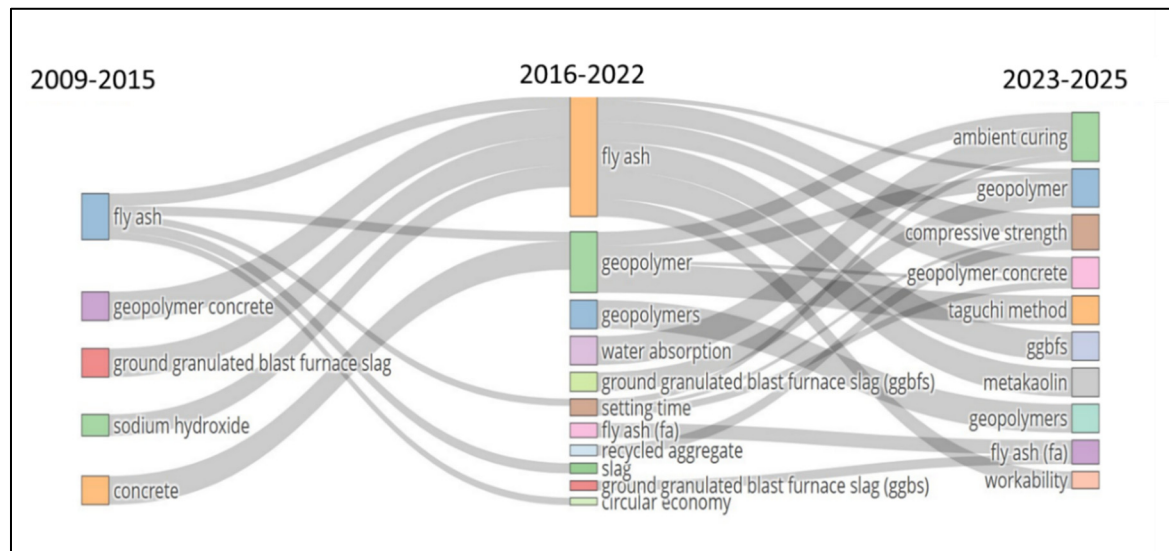 2009-2015
2016-2022
2023-2025
fly ash
geopolymer concrete
ground granulated blast furnace slag
sodium hydroxide
concrete
fly ash
geopolymer
geopolymers
water absorption
ground granulated blast furnace slag (ggbfs)
setting time
fly ash (fa)
recycled aggregate
slag
ground granulated blast furnace slag (ggbs)
circular economy
ambient curing
geopolymer
compressive strength
geopolymer concrete
taguchi method
ggbfs
metakaolin
geopolymers
fly ash (fa)
workability